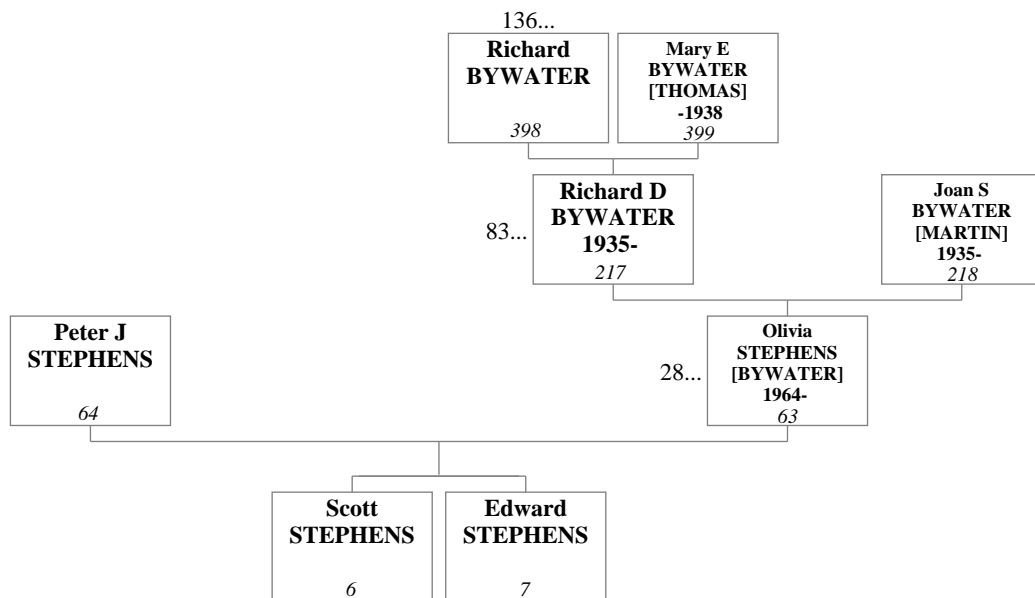 136...
Richard
BYWATER
398
Mary E
BYWATER
[THOMAS]
-1938
399
83...
Richard D
BYWATER
1935-
217
Joan S
BYWATER
[MARTIN]
1935-
218
Peter J
STEPHENS
64
28...
Olivia
STEPHENS
[BYWATER]
1964-
63
Scott
STEPHENS
6
Edward
STEPHENS
7